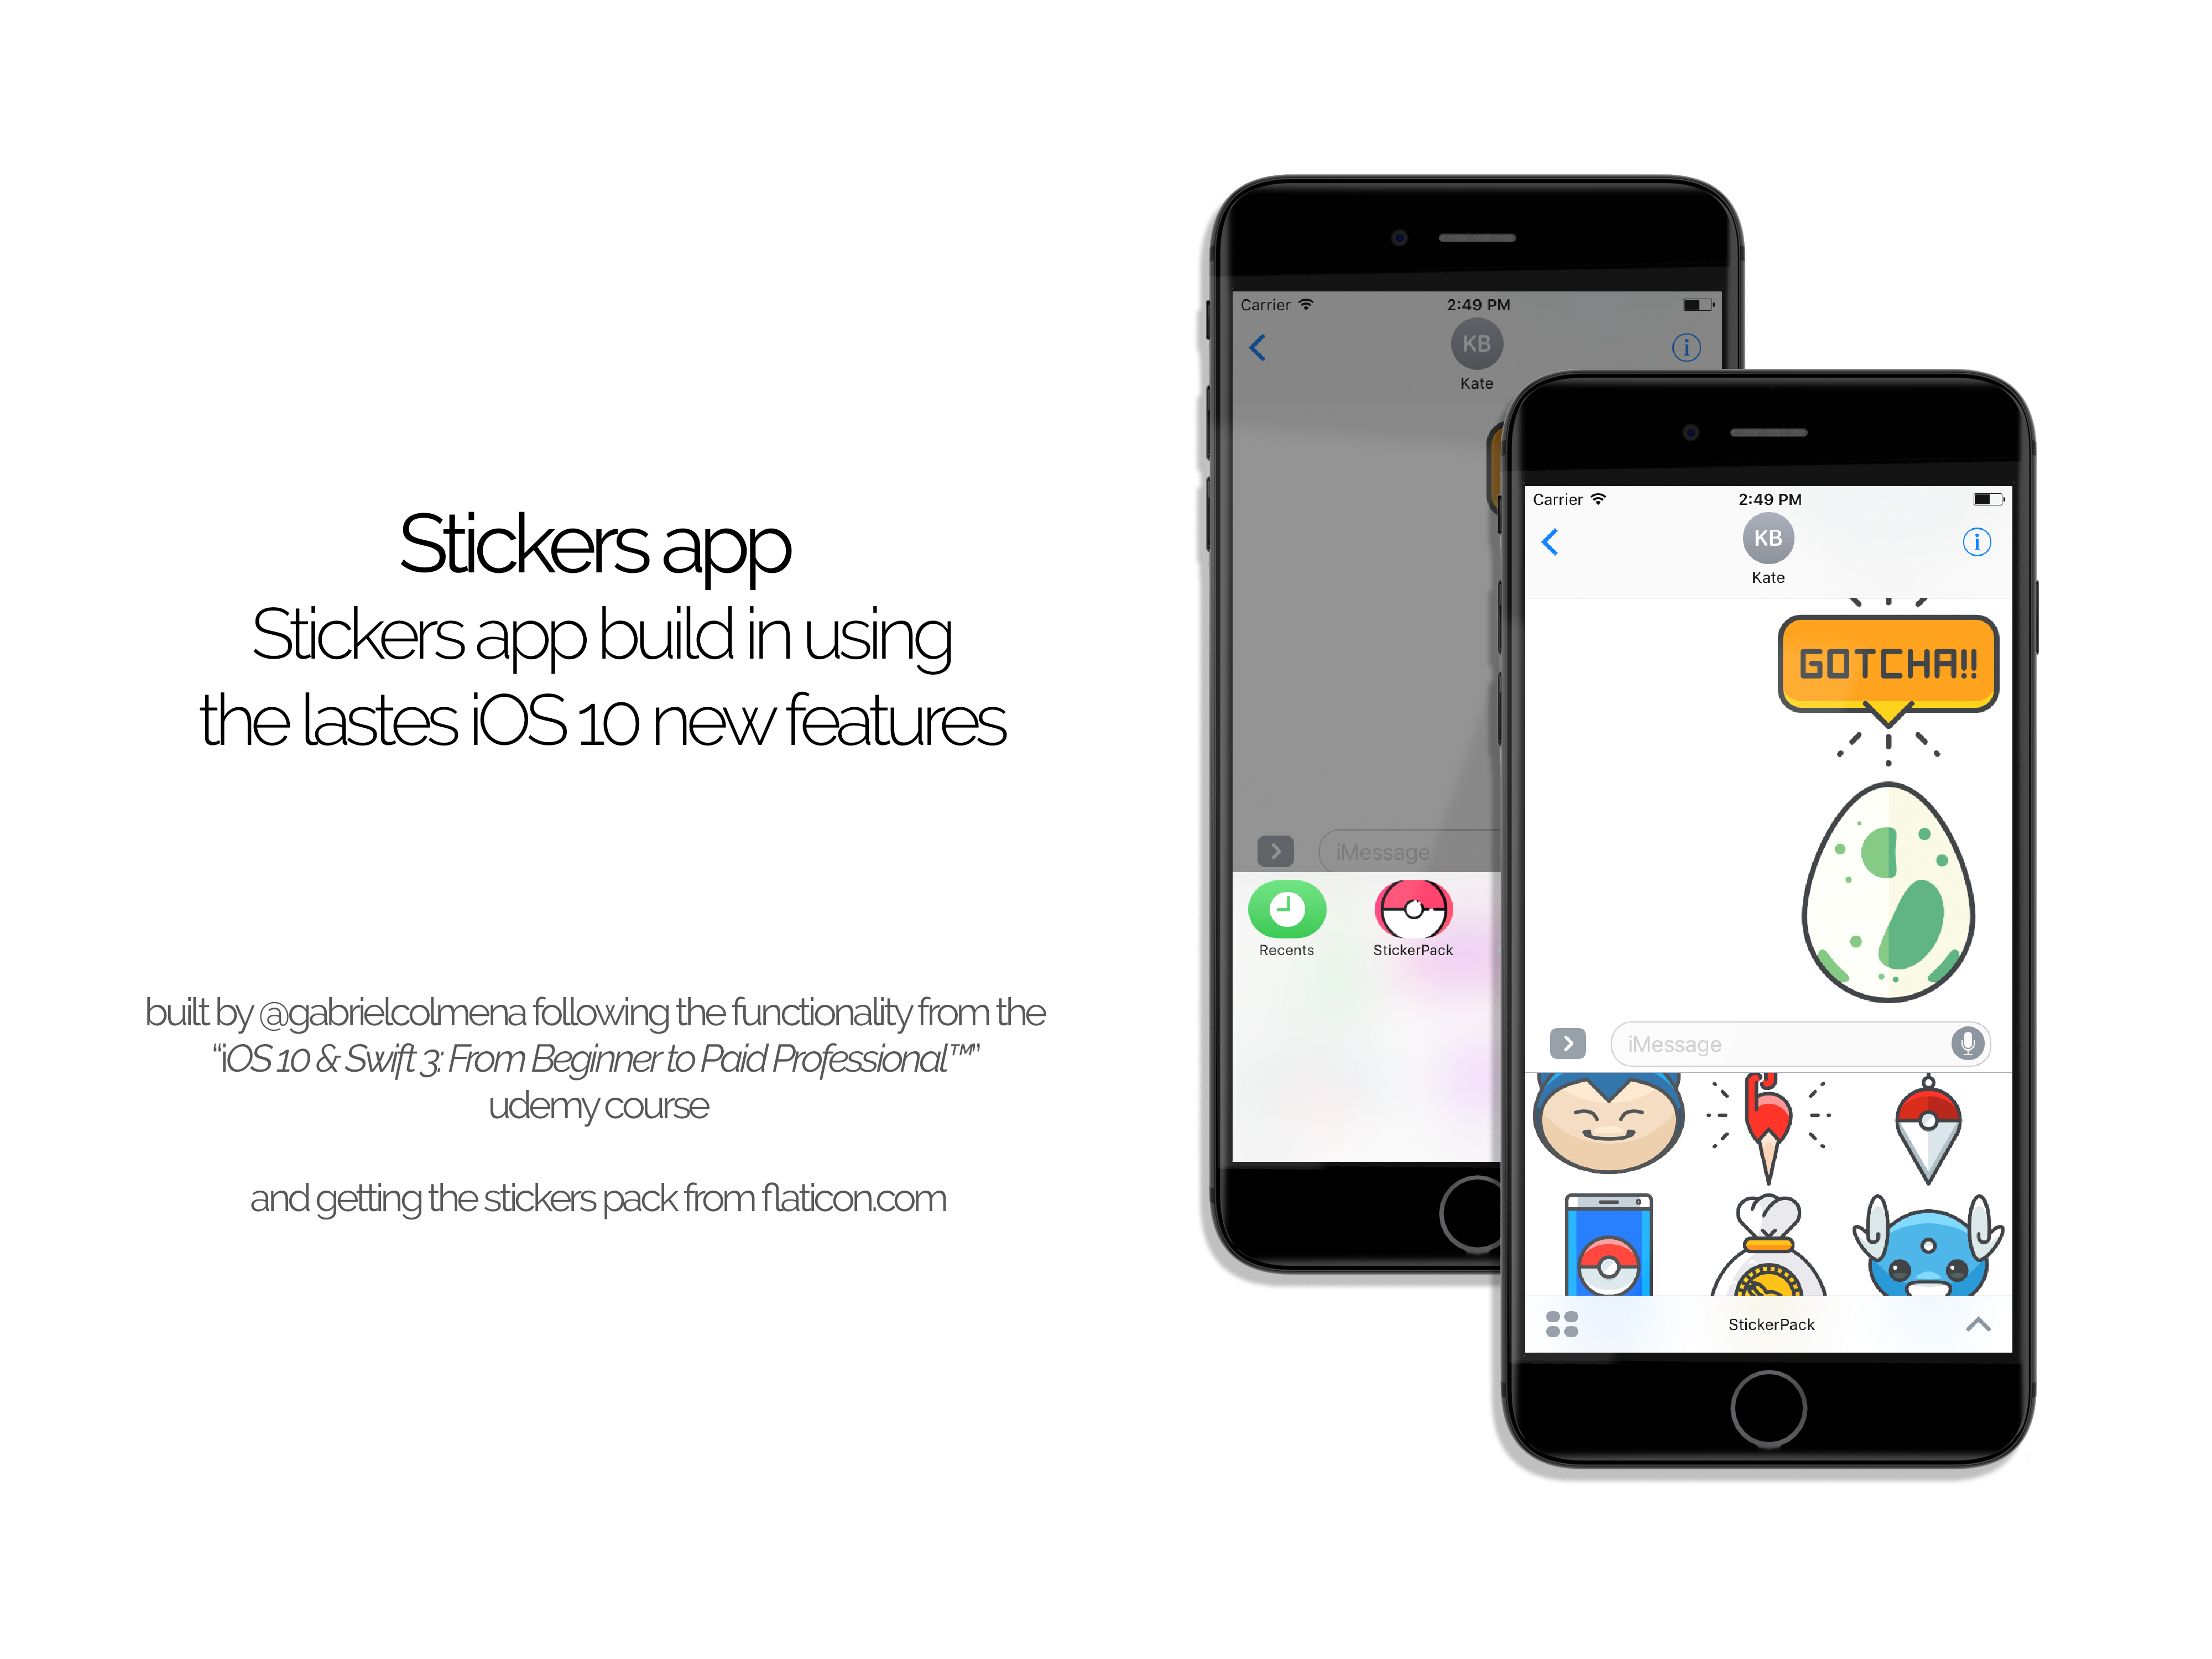 Stickers app
Stickers app build in using
the lastes iOS 10 new features
built by @gabrielcolmena following the functionality from the
“iOS 10 & Swift 3: From Beginner to Paid Professional™”
udemy course
and getting the stickers pack from flaticon.com
Carrier 2:49 PM
KB
Kate
iMessage
Recents StickerPack
Carrier 2:49 PM
KB
Kate
GOTCHA!!
iMessage
StickerPack